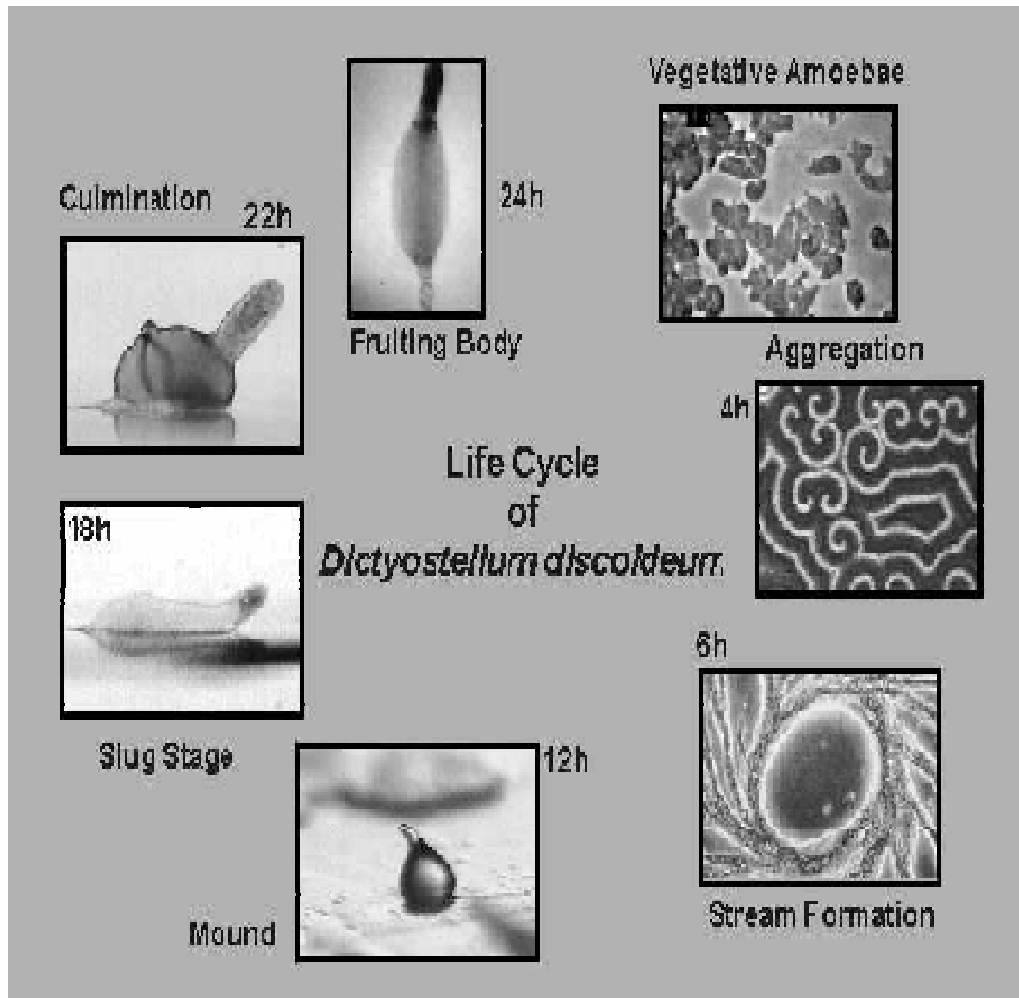 Vegetative Amoebae
Culmination
22h
24h
Fruiting Body
Aggregation
4h
Life Cycle
of
Dictyostelium discoideum
18h
6h
Slug Stage
12h
Stream Formation
Mound